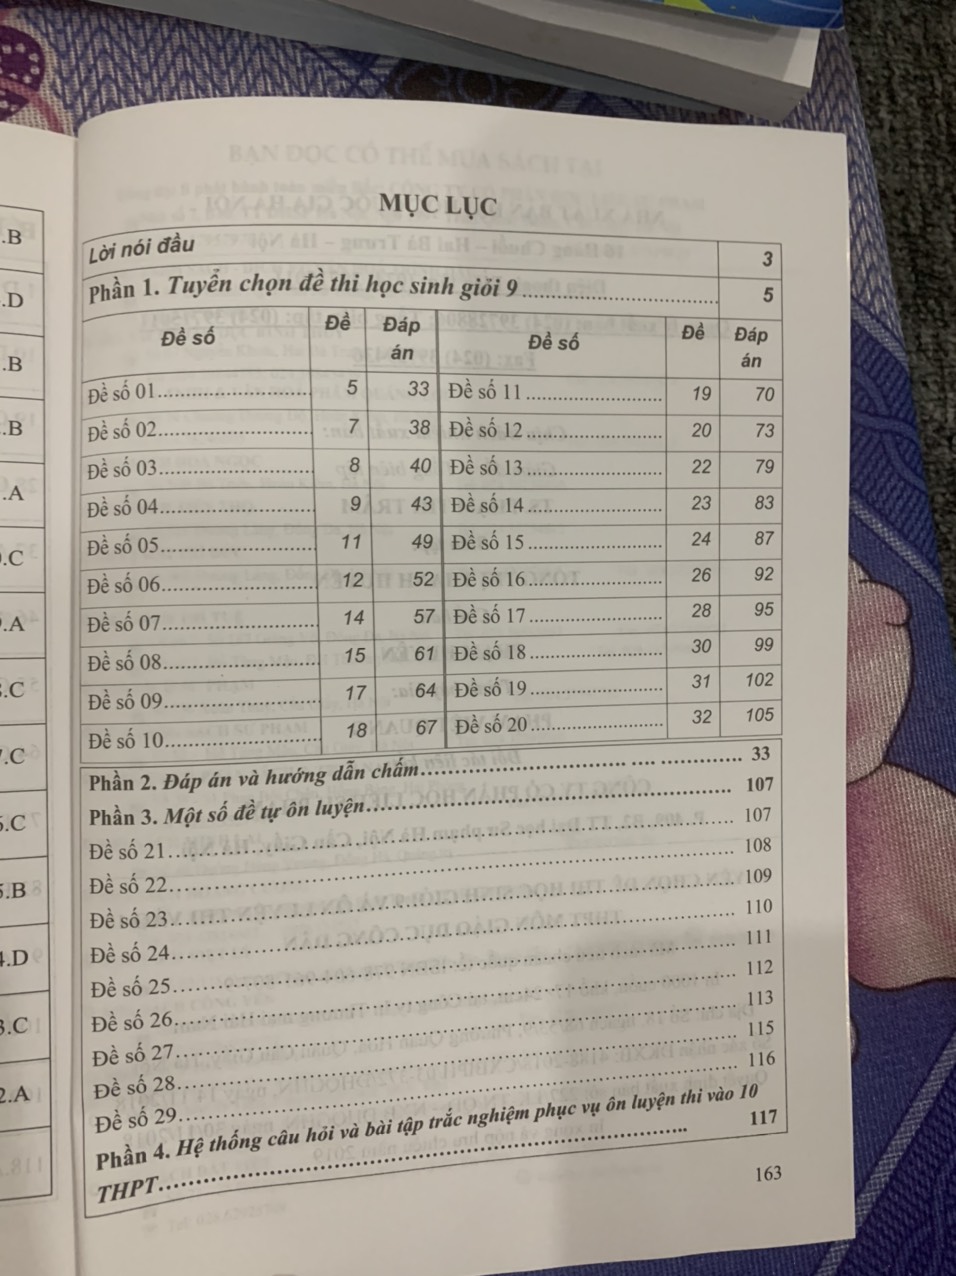 .B
.D
.B
.B
.A
.C
.A
.C
.C
.C
.B
.D
.C
.A
MỤC LỤC
Lời nói đầu 3
Phần 1. Tuyển chọn đề thi học sinh giỏi 9 ........ 5
Đề số Đề Đáp án Đề số Đề Đáp án
Đề số 01 ........ 5 33 Đề số 11 ........ 19 70
Đề số 02 ........ 7 38 Đề số 12 ........ 20 73
Đề số 03 ........ 8 40 Đề số 13 ........ 22 79
Đề số 04 ........ 9 43 Đề số 14 ........ 23 83
Đề số 05 ........ 11 49 Đề số 15 ........ 24 87
Đề số 06 ........ 12 52 Đề số 16 ........ 26 92
Đề số 07 ........ 14 57 Đề số 17 ........ 28 95
Đề số 08 ........ 15 61 Đề số 18 ........ 30 99
Đề số 09 ........ 17 64 Đề số 19 ........ 31 102
Đề số 10 ........ 18 67 Đề số 20 ........ 32 105
Phần 2. Đáp án và hướng dẫn chấm ........ 33
Phần 3. Một số đề tự ôn luyện ........ 107
Đề số 21 ........ 107
Đề số 22 ........ 108
Đề số 23 ........ 109
Đề số 24 ........ 110
Đề số 25 ........ 111
Đề số 26 ........ 112
Đề số 27 ........ 113
Đề số 28 ........ 115
Đề số 29 ........ 116
Phần 4. Hệ thống câu hỏi và bài tập trắc nghiệm phục vụ ôn luyện thi vào 10
THPT ........ 117
163